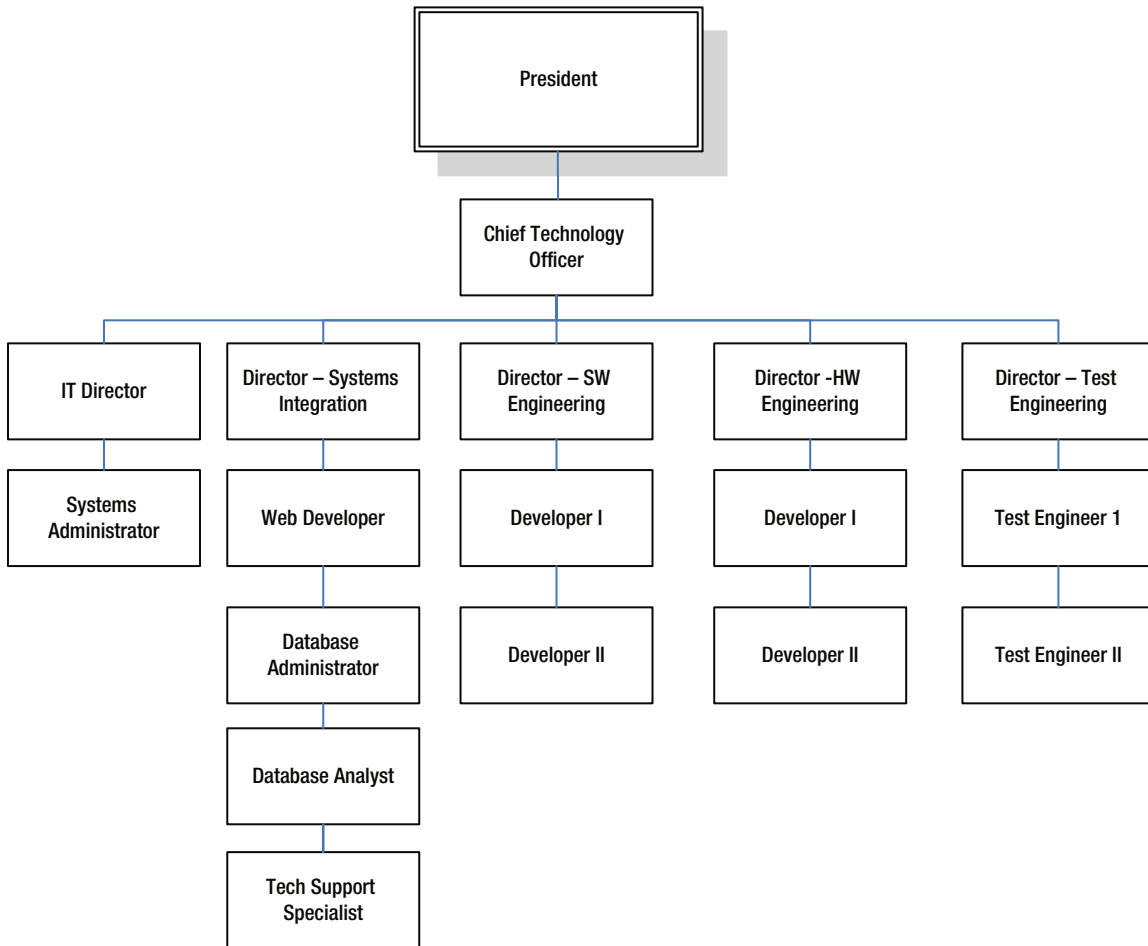 President
Chief Technology
Officer
IT Director
Director – Systems
Integration
Director – SW
Engineering
Director -HW
Engineering
Director – Test
Engineering
Systems
Administrator
Web Developer
Developer I
Developer I
Test Engineer 1
Database
Administrator
Developer II
Developer II
Test Engineer II
Database Analyst
Tech Support
Specialist